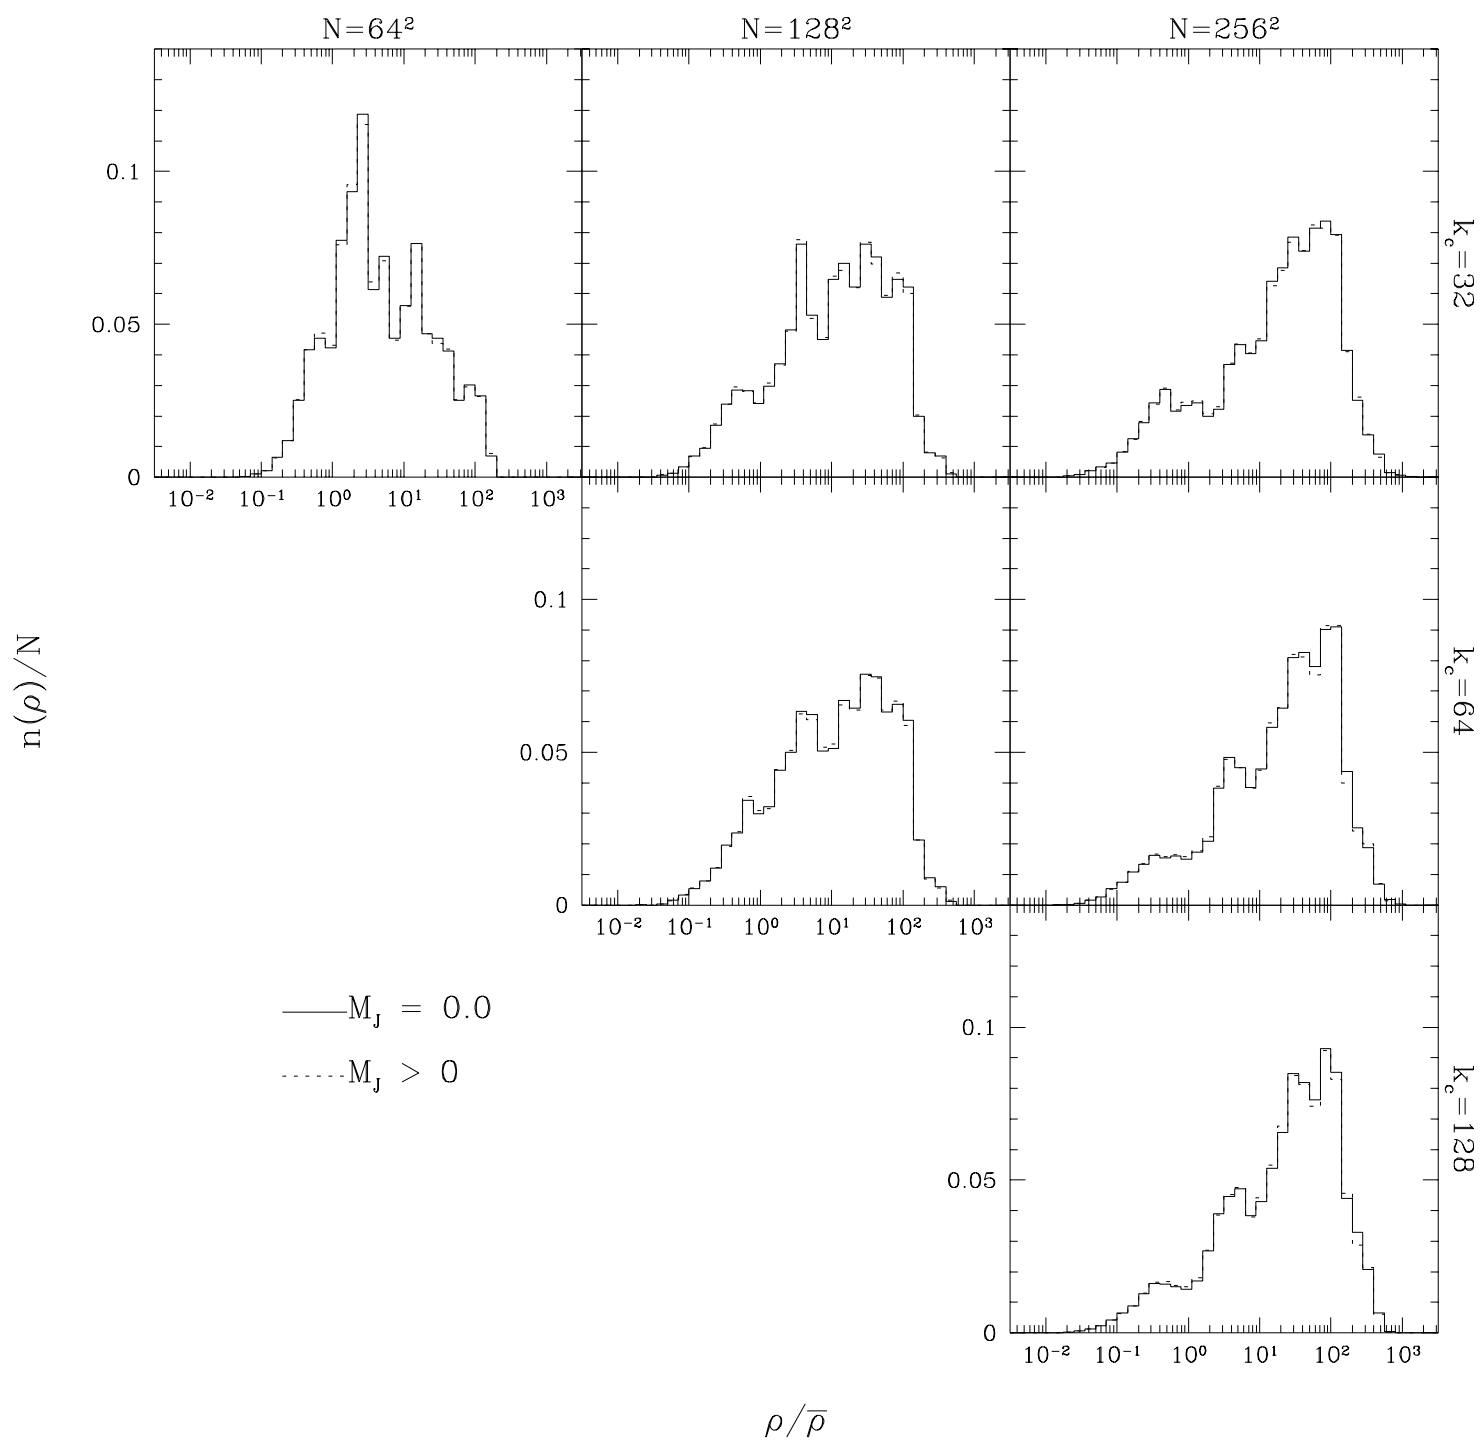 N=64² N=128² N=256²
0.1
0.05
0
10⁻² 10⁻¹ 10⁰ 10¹ 10² 10³
k_c=32
0.1
0.05
0
10⁻² 10⁻¹ 10⁰ 10¹ 10² 10³
k_c=64
n(ρ)/N
M_J = 0.0
M_J > 0
0.1
0.05
0
10⁻² 10⁻¹ 10⁰ 10¹ 10² 10³
k_c=128
ρ/ρ̅